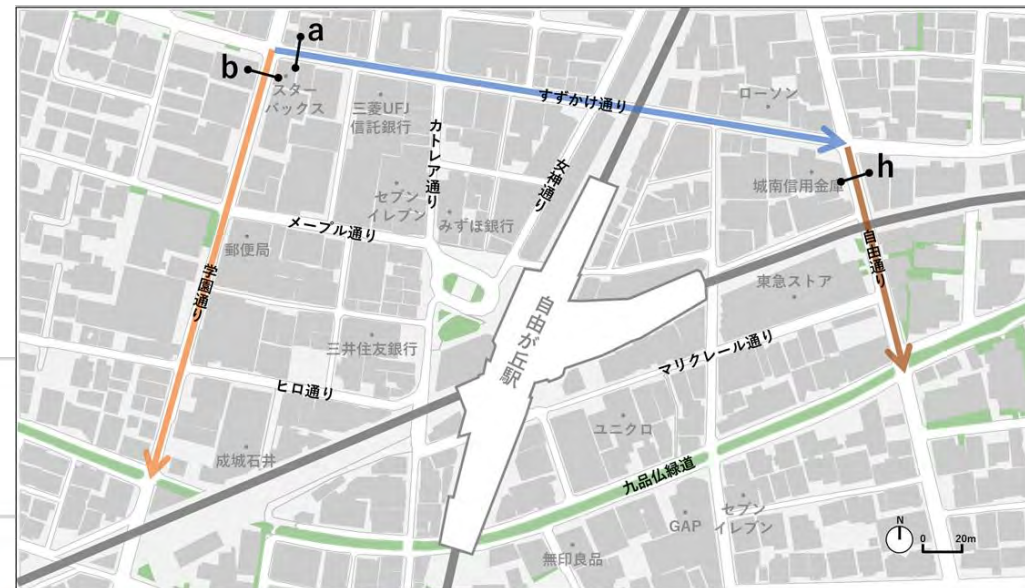 a
b
スター
バックス
三菱UFJ
信託銀行
すずかけ通り
ローソン
カトレア通り
女神通り
セブン
イレブン
みずほ銀行
城南信用金庫
h
メープル通り
郵便局
学園通り
自由通り
東急ストア
自由が丘駅
三井住友銀行
マリクレール通り
ヒロ通り
ユニクロ
成城石井
九品仏緑道
GAP
セブン
イレブン
無印良品
N
0 20m